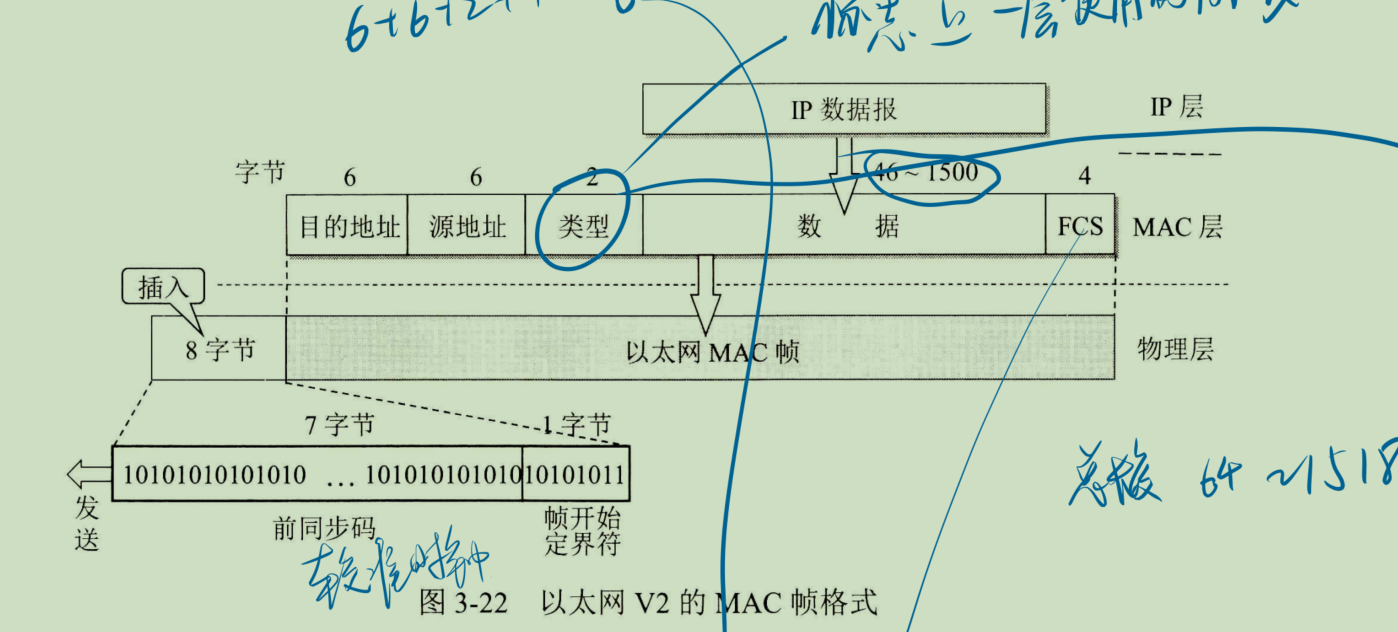 6+6+2+
标志上一层使用的
IP 数据报 IP 层
字节 6 6 2 46 ~ 1500 4
目的地址 源地址 类型 数 据 FCS MAC 层
插入
8 字节 以太网 MAC 帧 物理层
7 字节 1 字节
10101010101010 … 101010101010 10101011
总长 64 ~1518
发送 前同步码 帧开始定界符
校准时钟
图 3-22 以太网 V2 的 MAC 帧格式